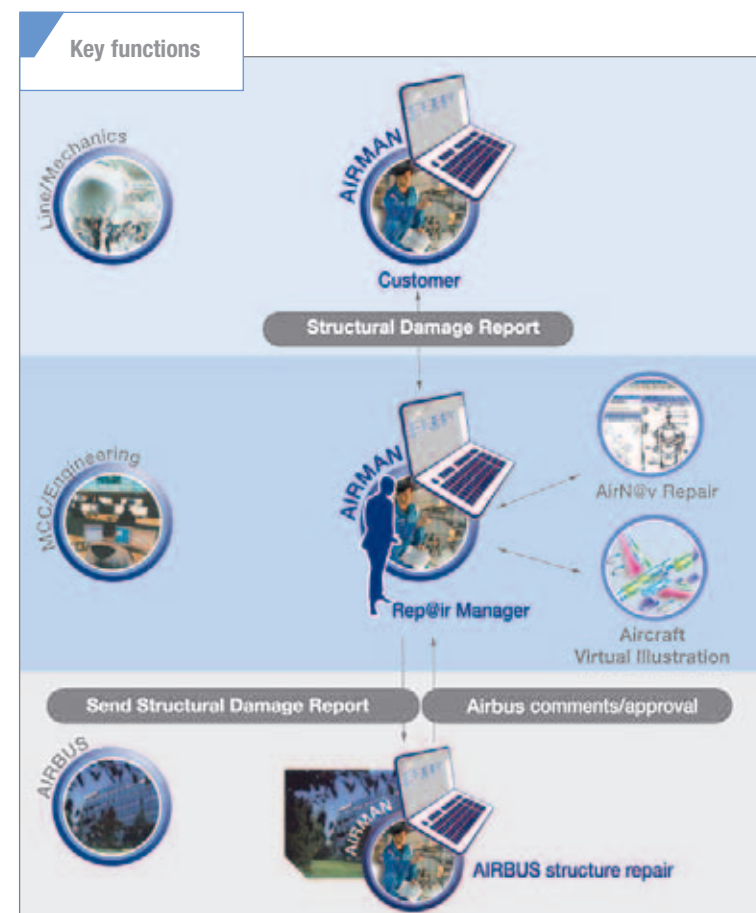 Key functions
Line/Mechanics
AIRMAN
Customer
Structural Damage Report
MCC/Engineering
AIRMAN
AirN@v Repair
Rep@ir Manager
Aircraft
Virtual Illustration
Send Structural Damage Report
Airbus comments/approval
AIRBUS
AIRMAN
AIRBUS structure repair